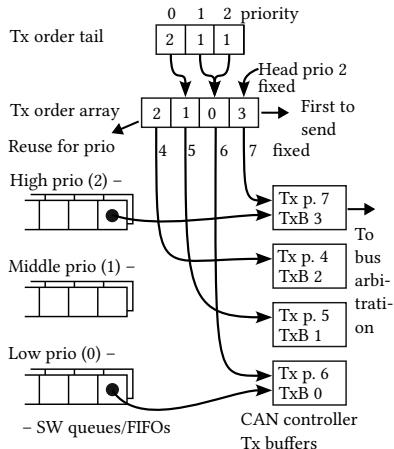 0 1 2 priority
Tx order tail
2 1 1
Head prio 2
fixed
Tx order array
2 1 0 3
First to
send
Reuse for prio
4 5 6 7 fixed
High prio (2) –
Tx p. 7
TxB 3
To
bus
arbi-
trati-
on
Tx p. 4
TxB 2
Middle prio (1) –
Tx p. 5
TxB 1
Low prio (0) –
Tx p. 6
TxB 0
– SW queues/FIFOs
CAN controller
Tx buffers